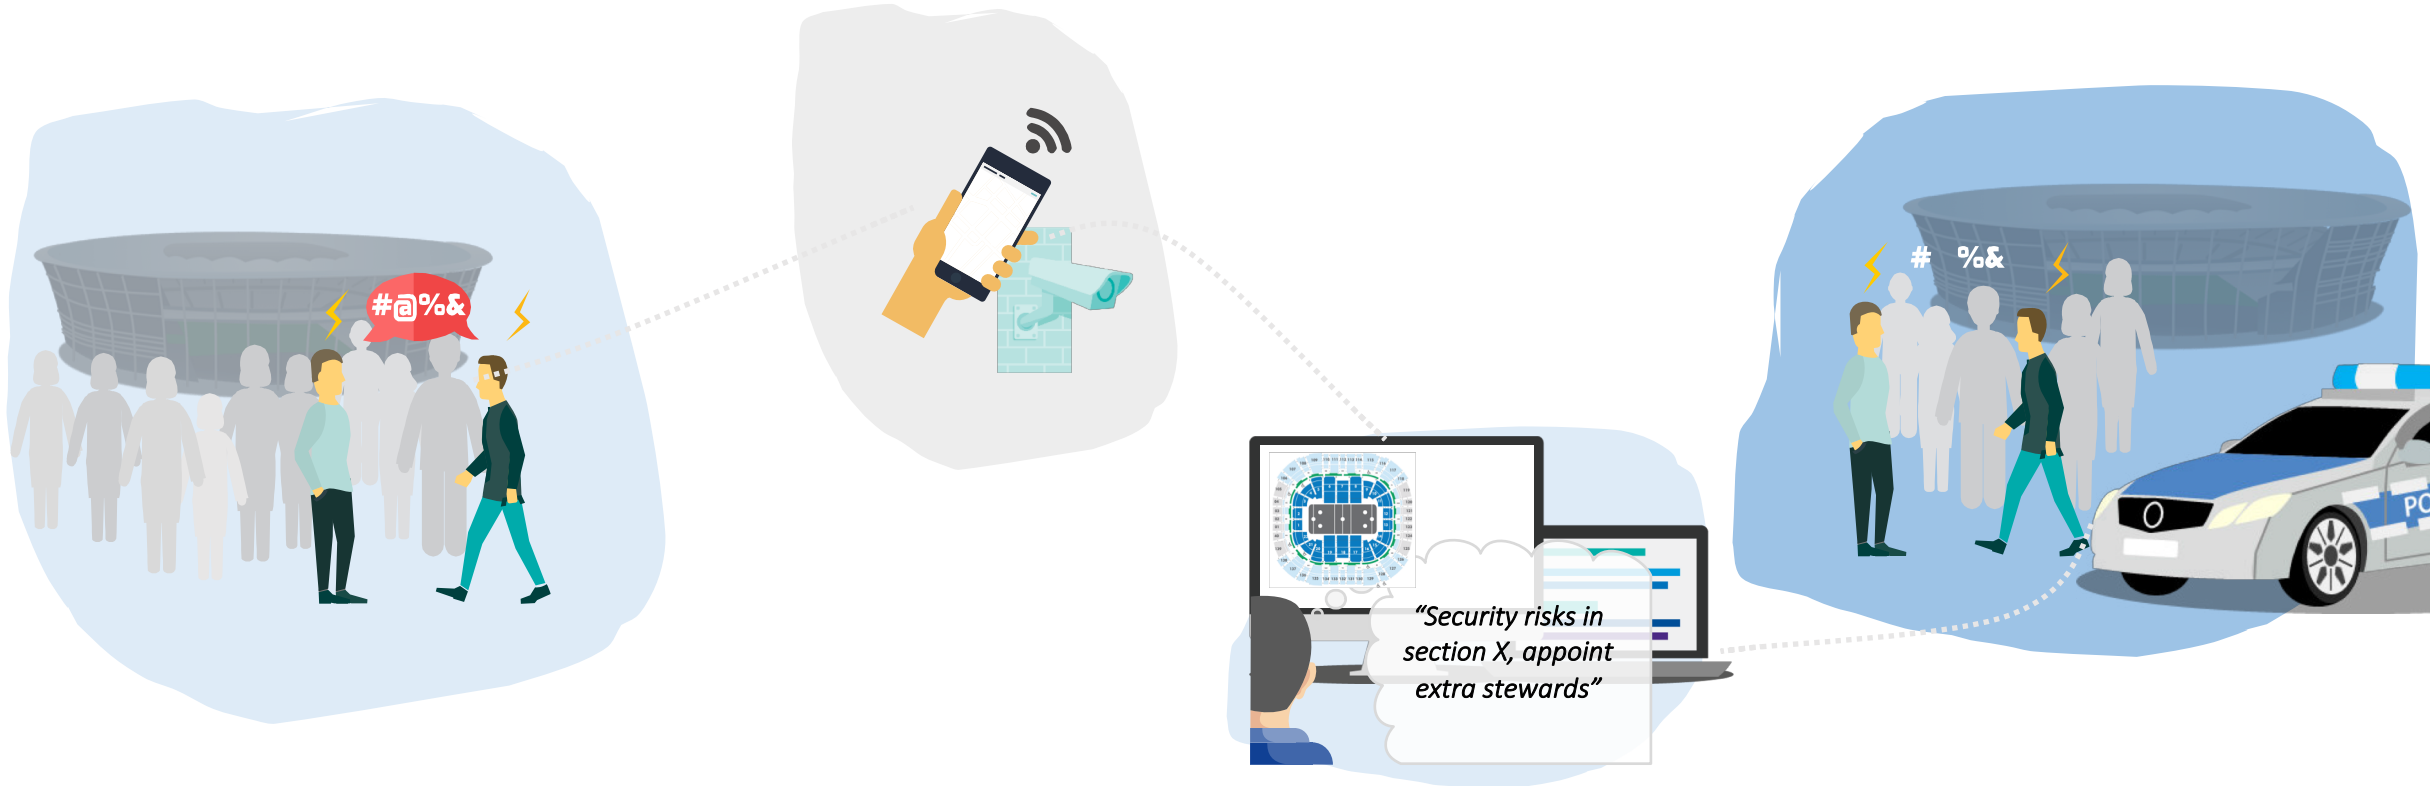 #@%&
“Security risks in
section X, appoint
extra stewards”
# %&
PO